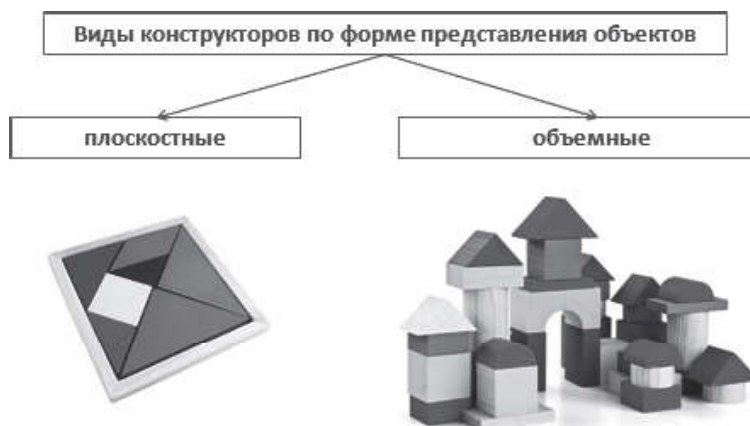 Виды конструкторов по форме представления объектов
плоскостные
объемные